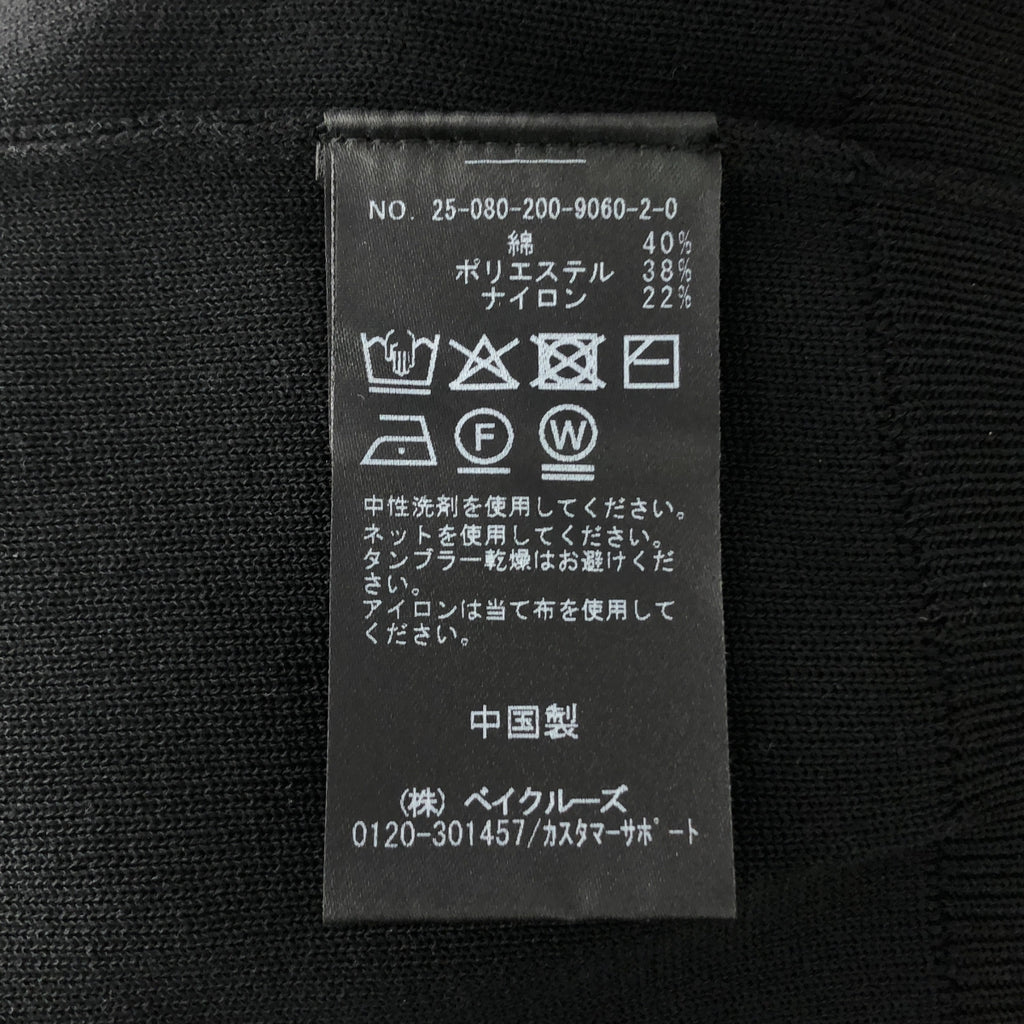 NO. 25-080-200-9060-2-0
綿 40%
ポリエステル 38%
ナイロン 22%
F W
中性洗剤を使用してください。
ネットを使用してください。
タンブラー乾燥はお避けくだ
さい。
アイロンは当て布を使用して
ください。
中国製
(株) ベイクルーズ
0120-301457/カスタマーサポート